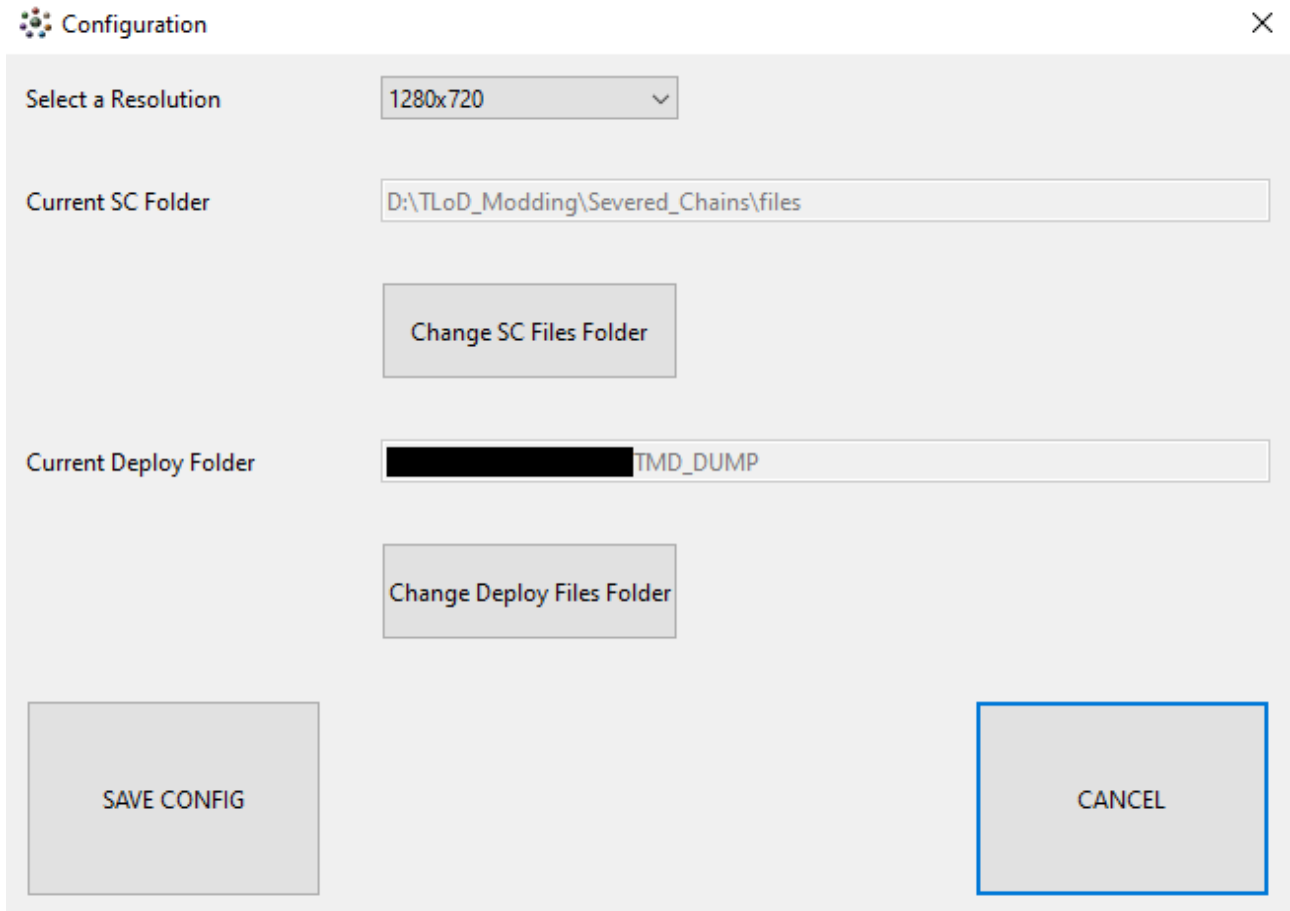 Configuration
Select a Resolution 1280x720
Current SC Folder D:\TLoD_Modding\Severed_Chains\files
Change SC Files Folder
Current Deploy Folder TMD_DUMP
Change Deploy Files Folder
SAVE CONFIG CANCEL